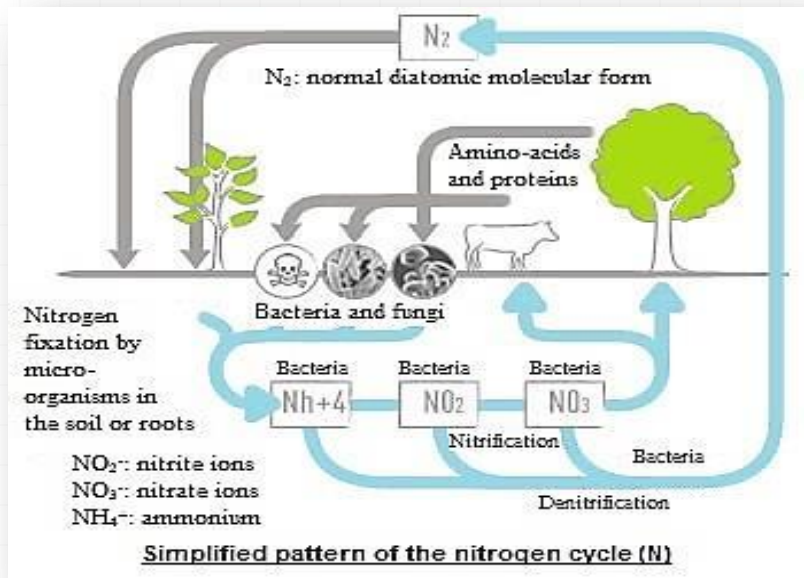 N₂
N₂: normal diatomic molecular form
Amino-acids
and proteins
Bacteria and fungi
Nitrogen
fixation by
micro-
organisms in
the soil or roots
Bacteria
Bacteria
Bacteria
Nh+4
NO₂
NO₃
Nitrification
Bacteria
Denitrification
NO₂⁻: nitrite ions
NO₃⁻: nitrate ions
NH₄⁻: ammonium
Simplified pattern of the nitrogen cycle (N)